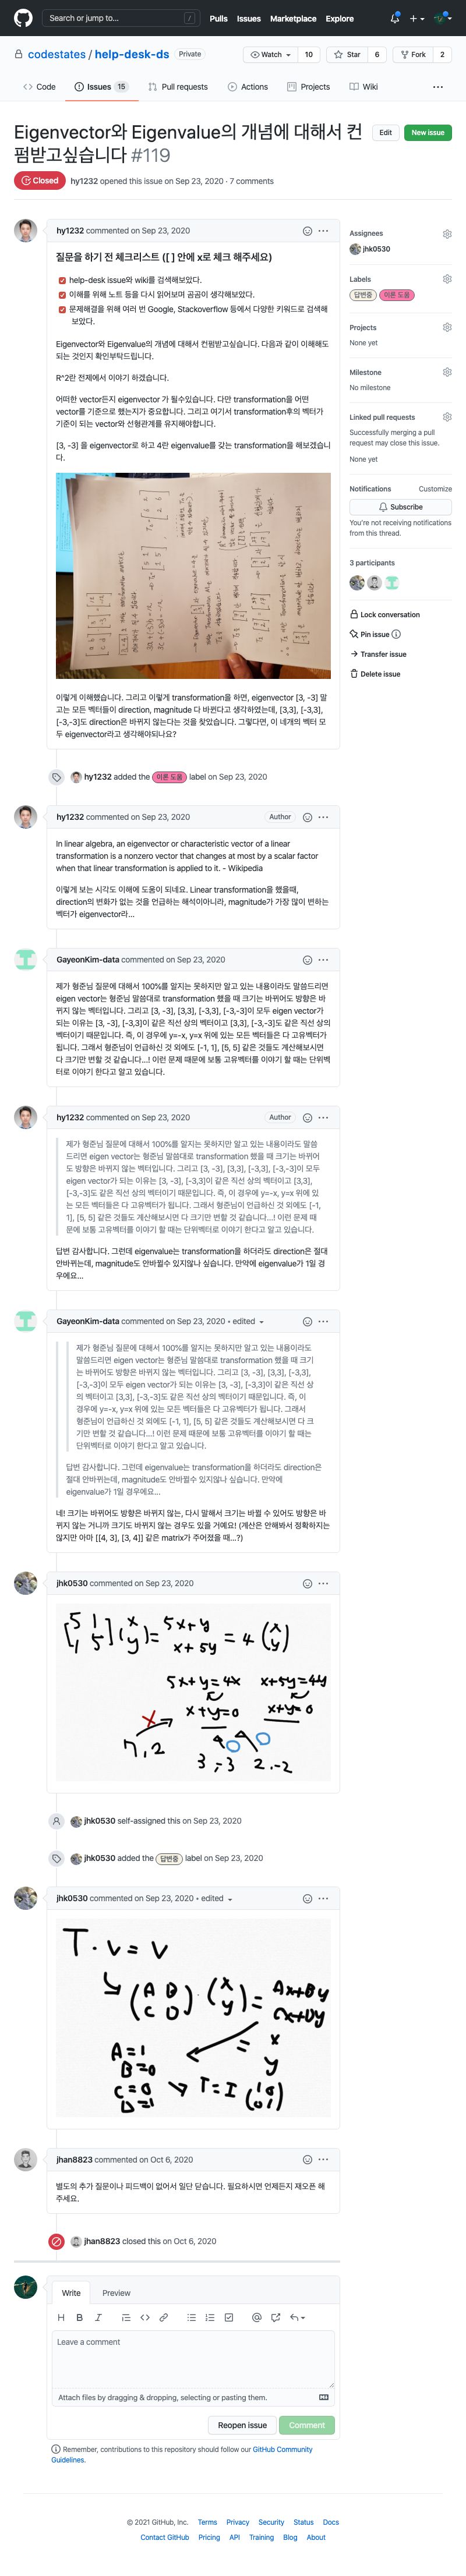 Search or jump to...
/
Pulls Issues Marketplace Explore
codestates / help-desk-ds Private
Watch 10 Star 6 Fork 2
Code Issues 15 Pull requests Actions Projects Wiki
Eigenvector와 Eigenvalue의 개념에 대해서 컨
펌받고싶습니다 #119
Edit New issue
Closed hy1232 opened this issue on Sep 23, 2020 · 7 comments
hy1232 commented on Sep 23, 2020
질문을 하기 전 체크리스트 ([ ] 안에 x로 체크 해주세요)
help-desk issue와 wiki를 검색해보았다.
이해를 위해 노트 등을 다시 읽어보며 곰곰이 생각해보았다.
문제해결을 위해 여러 번 Google, Stackoverflow 등에서 다양한 키워드로 검색해
보았다.
Eigenvector와 Eigenvalue의 개념에 대해서 컨펌받고싶습니다. 다음과 같이 이해해도
되는 것인지 확인부탁드립니다.
R^2란 전제에서 이야기 하겠습니다.
어떠한 vector든지 eigenvector 가 될수있습니다. 다만 transformation을 어떤
vector를 기준으로 했는지가 중요합니다. 그리고 여기서 transformation후의 벡터가
기준이 되는 vector와 선형관계를 유지해야합니다.
[3, -3] 을 eigenvector로 하고 4란 eigenvalue를 갖는 transformation을 해보겠습니
다.
이렇게 이해했습니다. 그리고 이렇게 transformation을 하면, eigenvector [3, -3] 말
고는 모든 벡터들이 direction, magnitude 다 바뀐다고 생각하였는데, [3,3], [-3,3],
[-3,-3]도 direction은 바뀌지 않는다는 것을 찾았습니다. 그렇다면, 이 네개의 벡터 모
두 eigenvector라고 생각해야되나요?
hy1232 added the 이론 도움 label on Sep 23, 2020
hy1232 commented on Sep 23, 2020 Author
In linear algebra, an eigenvector or characteristic vector of a linear
transformation is a nonzero vector that changes at most by a scalar factor
when that linear transformation is applied to it. - Wikipedia
이렇게 보는 시각도 이해에 도움이 되네요. Linear transformation을 했을때,
direction의 변화가 없는 것을 언급하는 해석이아니라, magnitude가 가장 많이 변하는
벡터가 eigenvector라...
GayeonKim-data commented on Sep 23, 2020
제가 형준님 질문에 대해서 100%를 알지는 못하지만 알고 있는 내용이라도 말씀드리면
eigen vector는 형준님 말씀대로 transformation 했을 때 크기는 바뀌어도 방향은 바
뀌지 않는 벡터입니다. 그리고 [3, -3], [3,3], [-3,3], [-3,-3]이 모두 eigen vector가
되는 이유는 [3, -3], [-3,3]이 같은 직선 상의 벡터이고 [3,3], [-3,-3]도 같은 직선 상의
벡터이기 때문입니다. 즉, 이 경우에 y=-x, y=x 위에 있는 모든 벡터들은 다 고유벡터가
됩니다. 그래서 형준님이 언급하신 것 외에도 [-1, 1], [5, 5] 같은 것들도 계산해보시면
다 크기만 변할 것 같습니다...! 이런 문제 때문에 보통 고유벡터를 이야기 할 때는 단위벡
터로 이야기 한다고 알고 있습니다.
hy1232 commented on Sep 23, 2020 Author
제가 형준님 질문에 대해서 100%를 알지는 못하지만 알고 있는 내용이라도 말씀
드리면 eigen vector는 형준님 말씀대로 transformation 했을 때 크기는 바뀌어
도 방향은 바뀌지 않는 벡터입니다. 그리고 [3, -3], [3,3], [-3,3], [-3,-3]이 모두
eigen vector가 되는 이유는 [3, -3], [-3,3]이 같은 직선 상의 벡터이고 [3,3],
[-3,-3]도 같은 직선 상의 벡터이기 때문입니다. 즉, 이 경우에 y=-x, y=x 위에 있
는 모든 벡터들은 다 고유벡터가 됩니다. 그래서 형준님이 언급하신 것 외에도 [-1,
1], [5, 5] 같은 것들도 계산해보시면 다 크기만 변할 것 같습니다...! 이런 문제 때
문에 보통 고유벡터를 이야기 할 때는 단위벡터로 이야기 한다고 알고 있습니다.
답변 감사합니다. 그런데 eigenvalue는 transformation을 하더라도 direction은 절대
안바뀌는데, magnitude도 안바뀔수 있지않나 싶습니다. 만약에 eigenvalue가 1일 경
우에요...
GayeonKim-data commented on Sep 23, 2020 • edited
제가 형준님 질문에 대해서 100%를 알지는 못하지만 알고 있는 내용이라도
말씀드리면 eigen vector는 형준님 말씀대로 transformation 했을 때 크기
는 바뀌어도 방향은 바뀌지 않는 벡터입니다. 그리고 [3, -3], [3,3], [-3,3],
[-3,-3]이 모두 eigen vector가 되는 이유는 [3, -3], [-3,3]이 같은 직선 상
의 벡터이고 [3,3], [-3,-3]도 같은 직선 상의 벡터이기 때문입니다. 즉, 이
경우에 y=-x, y=x 위에 있는 모든 벡터들은 다 고유벡터가 됩니다. 그래서
형준님이 언급하신 것 외에도 [-1, 1], [5, 5] 같은 것들도 계산해보시면 다 크
기만 변할 것 같습니다...! 이런 문제 때문에 보통 고유벡터를 이야기 할 때는
단위벡터로 이야기 한다고 알고 있습니다.
답변 감사합니다. 그런데 eigenvalue는 transformation을 하더라도 direction은
절대 안바뀌는데, magnitude도 안바뀔수 있지않나 싶습니다. 만약에
eigenvalue가 1일 경우에요...
네! 크기는 바뀌어도 방향은 바뀌지 않는, 다시 말해서 크기는 바뀔 수 있어도 방향은 바
뀌지 않는 거니까 크기도 바뀌지 않는 경우도 있을 거예요! (계산은 안해봐서 정확하지는
않지만 아마 [[4, 3], [3, 4]] 같은 matrix가 주어졌을 때...?)
jhk0530 commented on Sep 23, 2020
(5 1 (x = 5x+y = 4 (x
1 5) y) x+5y y)
5x+y=4x x+5y=4y
x+y=0 x+y=0
7,2 3,-3 2,-2
jhk0530 self-assigned this on Sep 23, 2020
jhk0530 added the 답변중 label on Sep 23, 2020
jhk0530 commented on Sep 23, 2020 • edited
T·v = v
(A B (x = Ax+By
C D) y) Cx+Dy
A=1 = x
B=0 y
C=0 T=I (1 0
D=1 0 1)
jhan8823 commented on Oct 6, 2020
별도의 추가 질문이나 피드백이 없어서 일단 닫습니다. 필요하시면 언제든지 재오픈 해
주세요.
jhan8823 closed this on Oct 6, 2020
Write Preview
Leave a comment
Attach files by dragging & dropping, selecting or pasting them.
Reopen issue Comment
Remember, contributions to this repository should follow our GitHub Community
Guidelines.
Assignees
jhk0530
Labels
답변중 이론 도움
Projects
None yet
Milestone
No milestone
Linked pull requests
Successfully merging a pull
request may close this issue.
None yet
Notifications Customize
Subscribe
You're not receiving notifications
from this thread.
3 participants
Lock conversation
Pin issue
Transfer issue
Delete issue
© 2021 GitHub, Inc. Terms Privacy Security Status Docs
Contact GitHub Pricing API Training Blog About